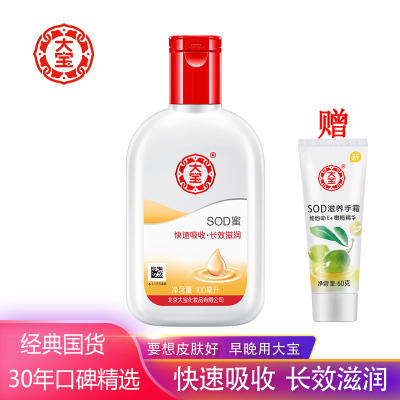 大宝
赠
大宝
SOD蜜
快速吸收·长效滋润
净含量:100毫升
北京大宝化妆品有限公司
新
大宝
SOD滋养手霜
维他命E+橄榄精华
净含量:60克
经典国货
30年口碑精选
要想皮肤好 早晚用大宝
快速吸收 长效滋润